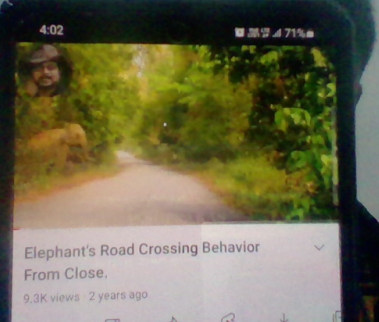 4:02
71%
Elephant's Road Crossing Behavior
From Close.
9.3K views · 2 years ago